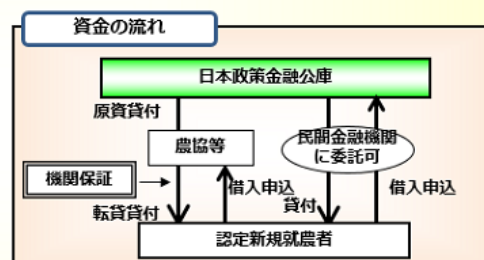 資金の流れ
日本政策金融公庫
原資貸付
農協等
民間金融機関
に委託可
機関保証
借入申込
貸付
借入申込
転貸貸付
認定新規就農者